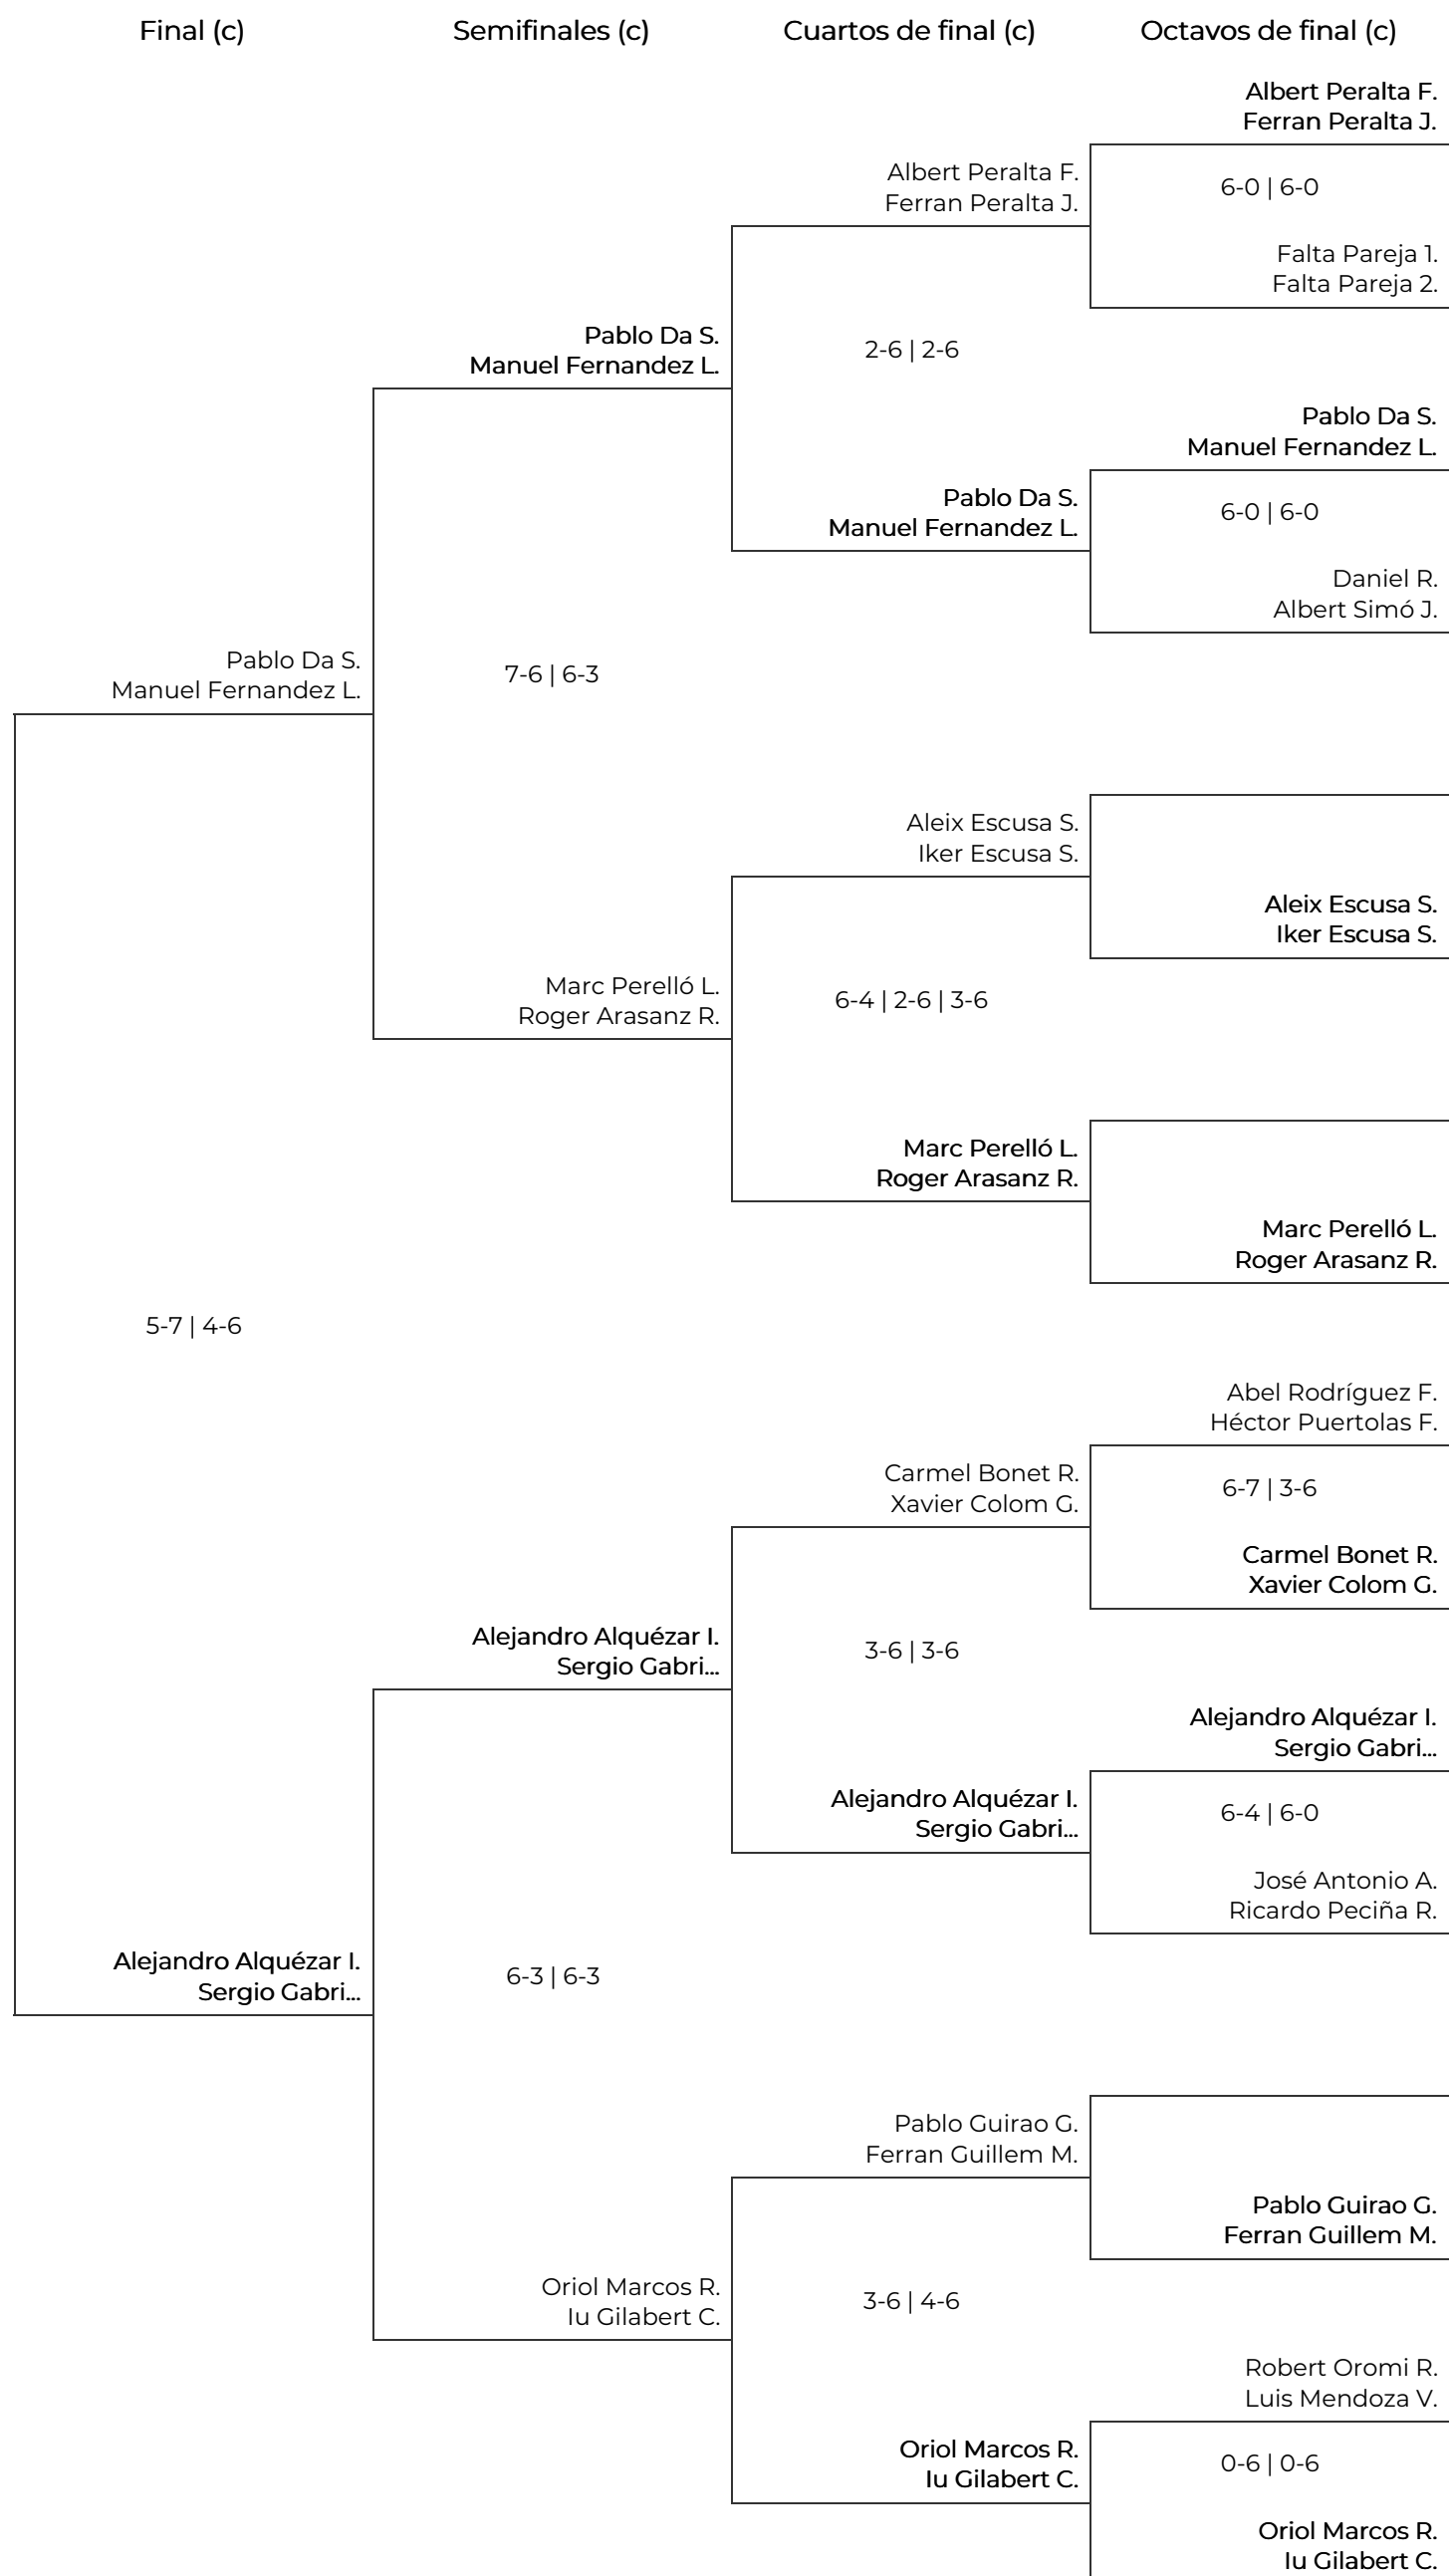 Final (c)
Semifinales (c)
Cuartos de final (c)
Octavos de final (c)
Albert Peralta F.
Ferran Peralta J.
Albert Peralta F.
Ferran Peralta J.
6-0 | 6-0
Falta Pareja 1.
Falta Pareja 2.
Pablo Da S.
Manuel Fernandez L.
2-6 | 2-6
Pablo Da S.
Manuel Fernandez L.
Pablo Da S.
Manuel Fernandez L.
6-0 | 6-0
Daniel R.
Albert Simó J.
Pablo Da S.
Manuel Fernandez L.
7-6 | 6-3
Aleix Escusa S.
Iker Escusa S.
Aleix Escusa S.
Iker Escusa S.
Marc Perelló L.
Roger Arasanz R.
6-4 | 2-6 | 3-6
Marc Perelló L.
Roger Arasanz R.
Marc Perelló L.
Roger Arasanz R.
5-7 | 4-6
Abel Rodríguez F.
Héctor Puertolas F.
Carmel Bonet R.
Xavier Colom G.
6-7 | 3-6
Carmel Bonet R.
Xavier Colom G.
Alejandro Alquézar I.
Sergio Gabri...
3-6 | 3-6
Alejandro Alquézar I.
Sergio Gabri...
Alejandro Alquézar I.
Sergio Gabri...
6-4 | 6-0
José Antonio A.
Ricardo Peciña R.
Alejandro Alquézar I.
Sergio Gabri...
6-3 | 6-3
Pablo Guirao G.
Ferran Guillem M.
Pablo Guirao G.
Ferran Guillem M.
Oriol Marcos R.
Iu Gilabert C.
3-6 | 4-6
Robert Oromi R.
Luis Mendoza V.
Oriol Marcos R.
Iu Gilabert C.
0-6 | 0-6
Oriol Marcos R.
Iu Gilabert C.